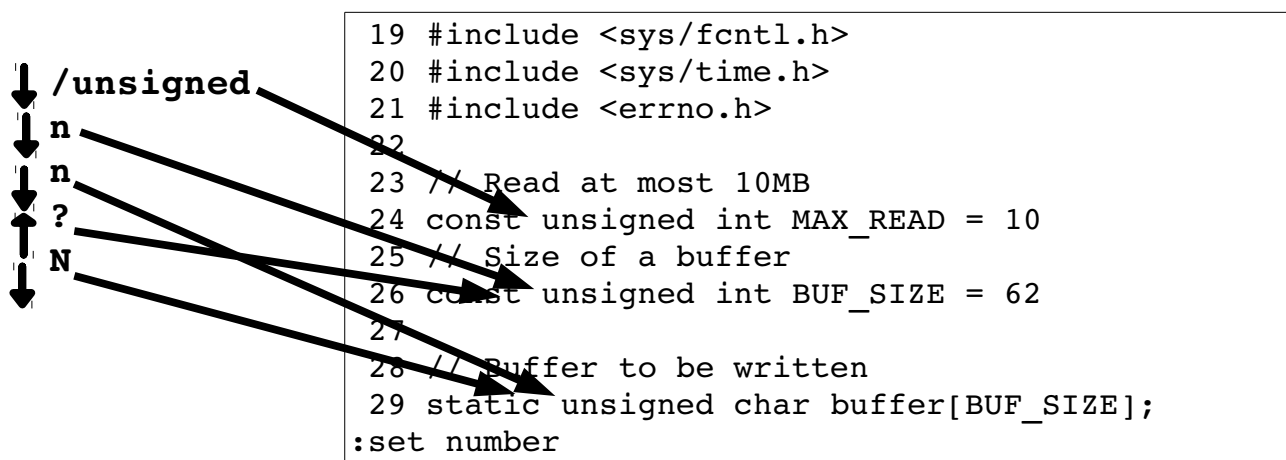 /unsigned
n
n
?
N
19 #include <sys/fcntl.h>
20 #include <sys/time.h>
21 #include <errno.h>
22
23 // Read at most 10MB
24 const unsigned int MAX_READ = 10
25 // Size of a buffer
26 const unsigned int BUF_SIZE = 62
27
28 // Buffer to be written
29 static unsigned char buffer[BUF_SIZE];
:set number